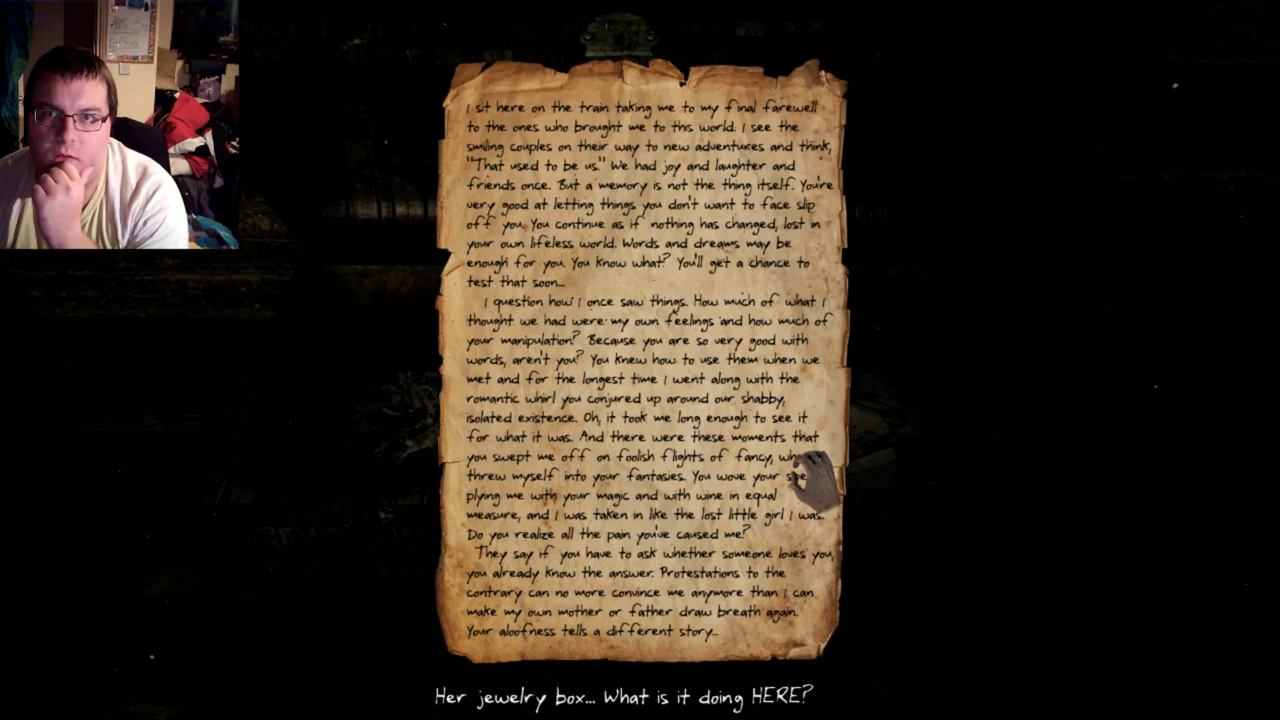 I sit here on the train taking me to my final farewell
to the ones who brought me to this world. I see the
smiling couples on their way to new adventures and think,
"That used to be us." We had joy and laughter and
friends once. But a memory is not the thing itself. You're
very good at letting things you don't want to face slip
off you. You continue as if nothing has changed, lost in
your own lifeless world. Words and dreams may be
enough for you. You know what? You'll get a chance to
test that soon...
I question how I once saw things. How much of what I
thought we had were my own feelings and how much of
your manipulation? Because you are so very good with
words, aren't you? You knew how to use them when we
met and for the longest time I went along with the
romantic whirl you conjured up around our shabby,
isolated existence. Oh, it took me long enough to see it
for what it was. And there were these moments that
you swept me off on foolish flights of fancy,
threw myself into your fantasies. You wove your
plying me with your magic and with wine in equal
measure, and I was taken in like the lost little girl I was.
Do you realize all the pain you've caused me?
They say if you have to ask whether someone loves you,
you already know the answer. Protestations to the
contrary can no more convince me anymore than I can
make my own mother or father draw breath again.
Your aloofness tells a different story...
Her jewelry box... What is it doing HERE?